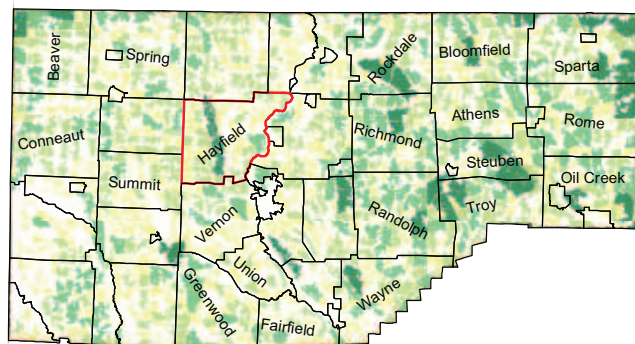 Beaver
Spring
Rockdale
Bloomfield
Sparta
Conneaut
Hayfield
Richmond
Athens
Rome
Summit
Steuben
Oil Creek
Vernon
Randolph
Troy
Union
Greenwood
Wayne
Fairfield